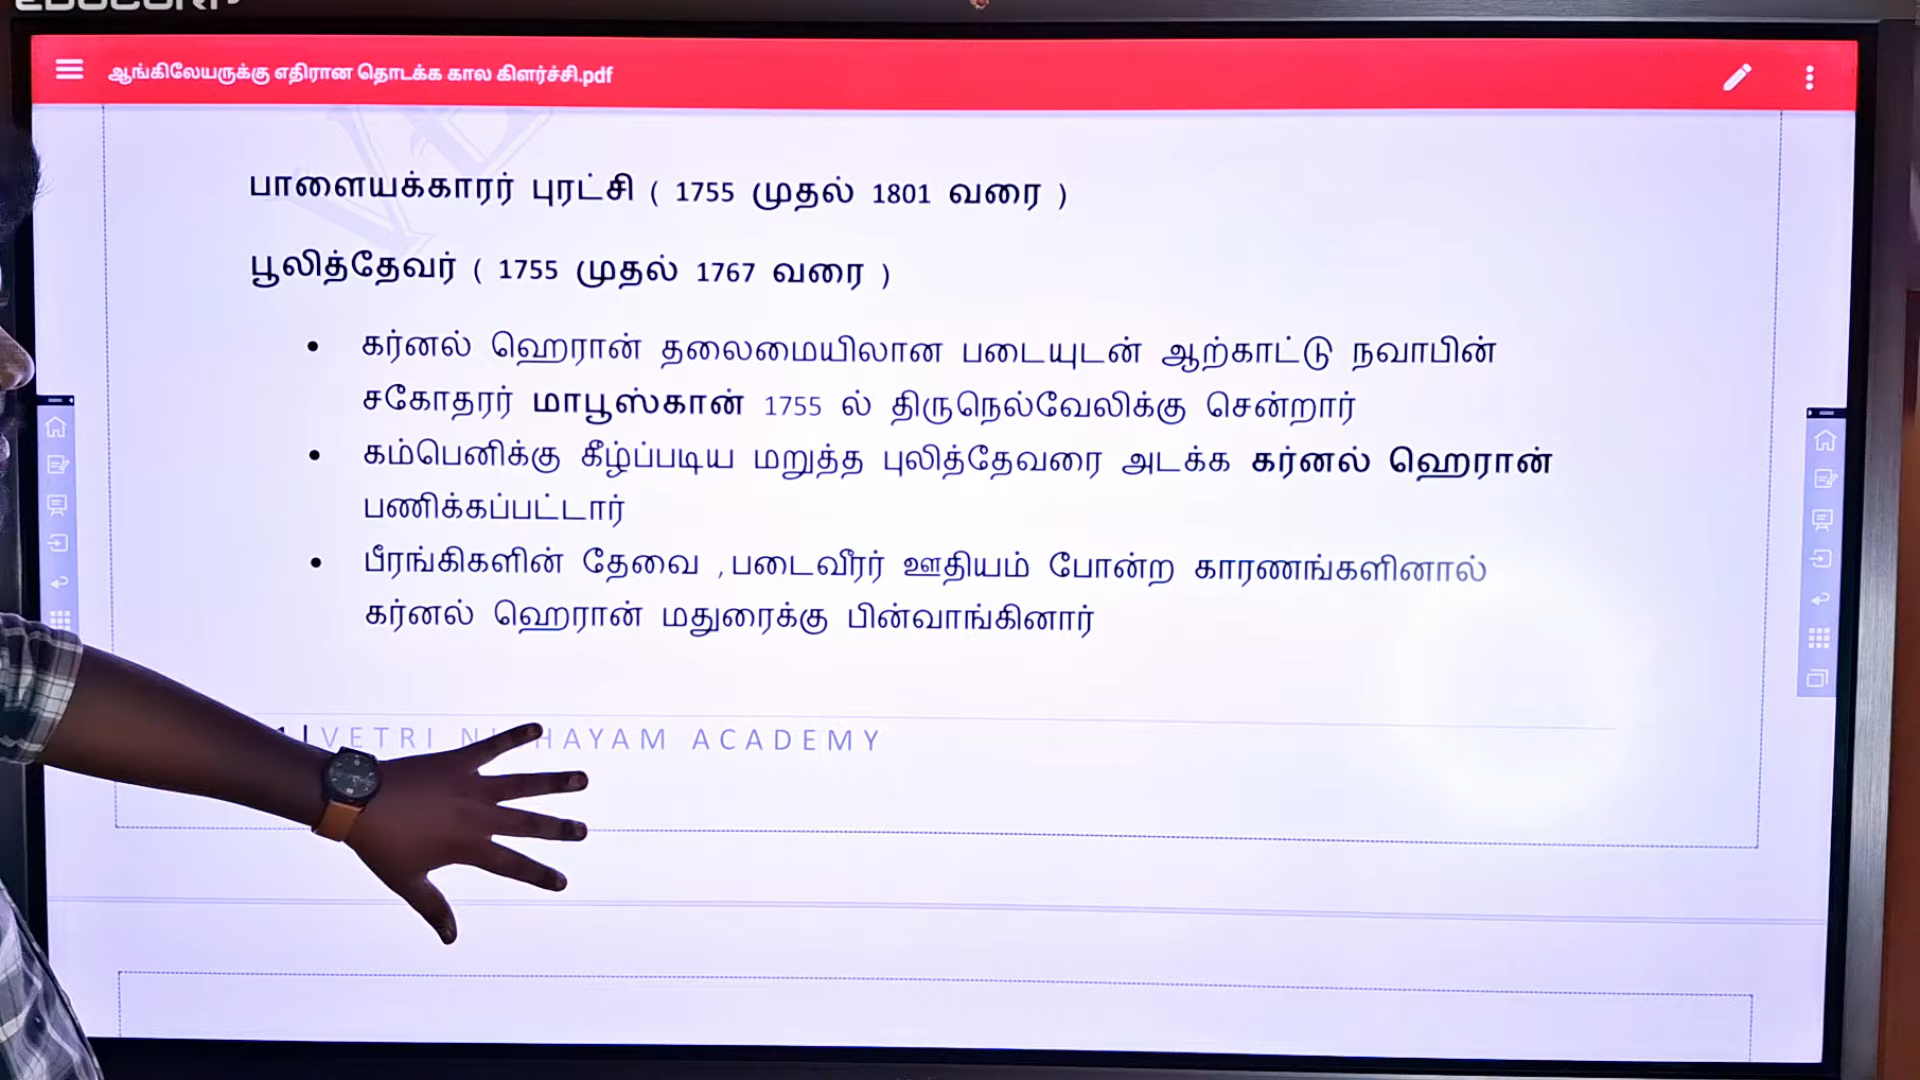 ஆங்கிலேயருக்கு எதிரான தொடக்க கால கிளர்ச்சி.pdf
பாளையக்காரர் புரட்சி ( 1755 முதல் 1801 வரை )
பூலித்தேவர் ( 1755 முதல் 1767 வரை )
• கர்னல் ஹெரான் தலைமையிலான படையுடன் ஆற்காட்டு நவாபின்
சகோதரர் மாபூஸ்கான் 1755 ல் திருநெல்வேலிக்கு சென்றார்
• கம்பெனிக்கு கீழ்ப்படிய மறுத்த புலித்தேவரை அடக்க கர்னல் ஹெரான்
பணிக்கப்பட்டார்
• பீரங்கிகளின் தேவை ,படைவீரர் ஊதியம் போன்ற காரணங்களினால்
கர்னல் ஹெரான் மதுரைக்கு பின்வாங்கினார்
VETRI ACADEMY